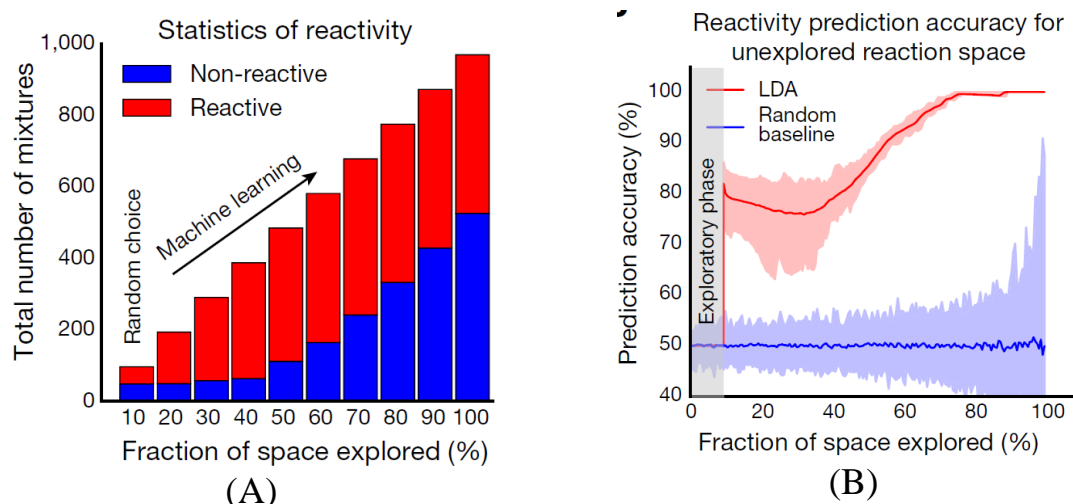 Statistics of reactivity
Non-reactive
Reactive
Machine learning
Random choice
Total number of mixtures
1,000
800
600
400
200
0
10 20 30 40 50 60 70 80 90 100
Fraction of space explored (%)
(A)
Reactivity prediction accuracy for
unexplored reaction space
LDA
Random
baseline
Exploratory phase
Prediction accuracy (%)
100
90
80
70
60
50
40
0 20 40 60 80 100
Fraction of space explored (%)
(B)